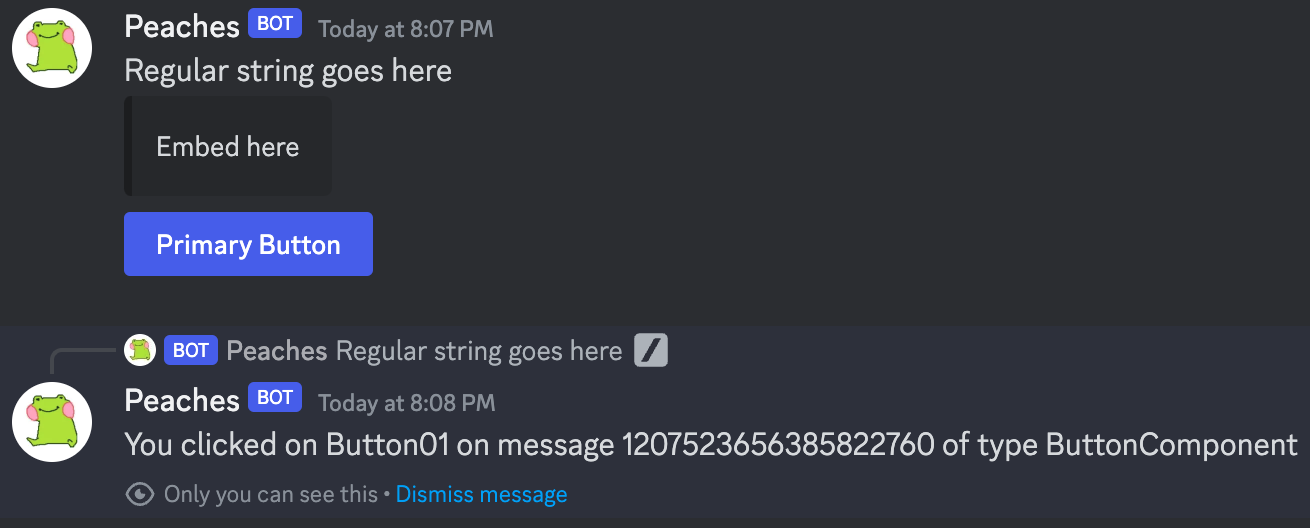 Peaches BOT Today at 8:07 PM
Regular string goes here
Embed here
Primary Button
BOT Peaches Regular string goes here
Peaches BOT Today at 8:08 PM
You clicked on Button01 on message 1207523656385822760 of type ButtonComponent
Only you can see this • Dismiss message